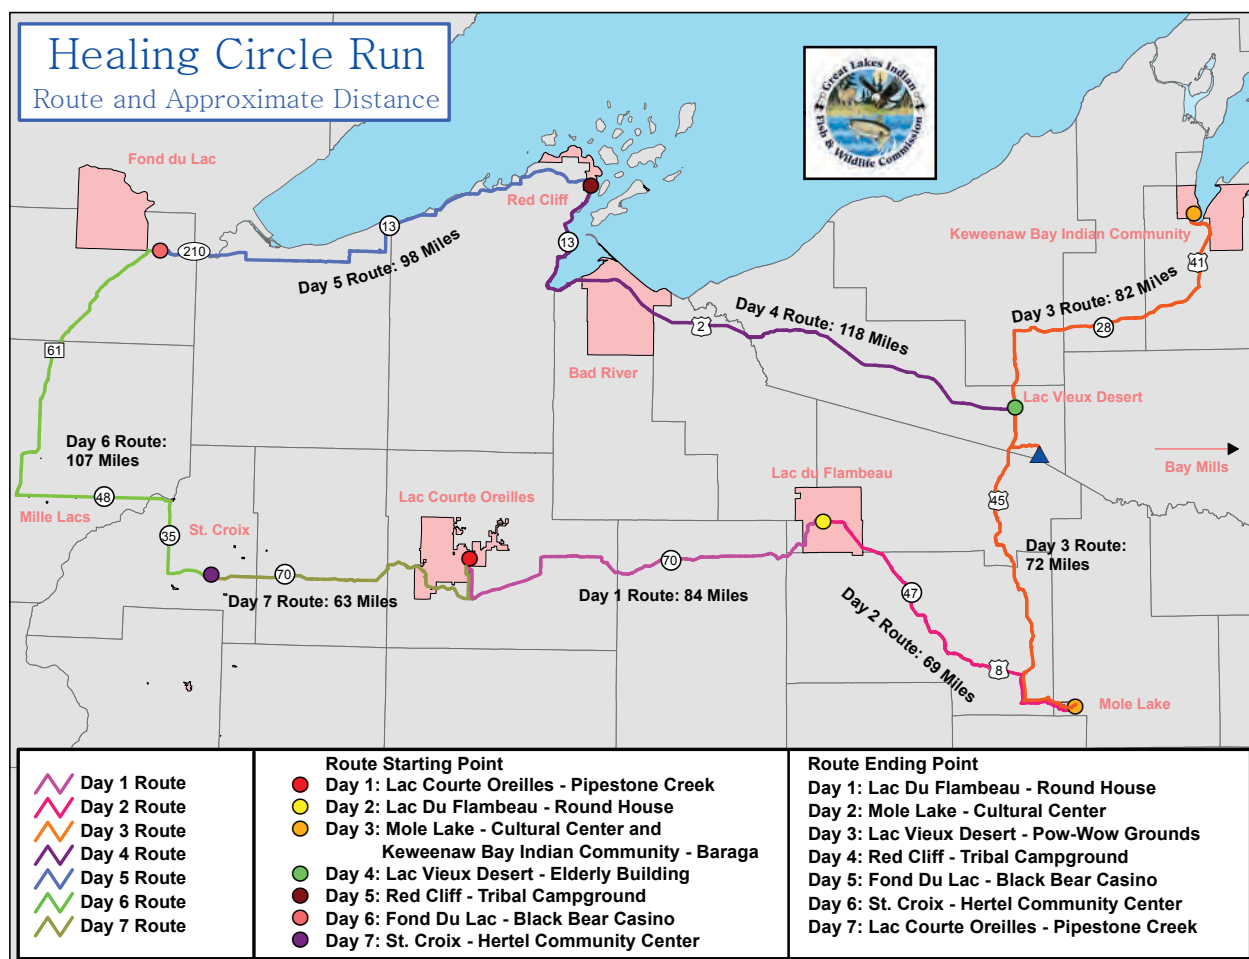 Healing Circle Run
Route and Approximate Distance
Great Lakes Indian
Fish & Wildlife Commission
Fond du Lac
Red Cliff
Keweenaw Bay Indian Community
210
13
Day 5 Route: 98 Miles
13
41
Day 3 Route: 82 Miles
28
2
Day 4 Route: 118 Miles
Bad River
61
Lac Vieux Desert
Day 6 Route:
107 Miles
Bay Mills
Lac du Flambeau
48
Mille Lacs
Lac Courte Oreilles
45
35
St. Croix
Day 3 Route:
72 Miles
70
70
Day 7 Route: 63 Miles
Day 1 Route: 84 Miles
47
Day 2 Route: 69 Miles
8
Mole Lake
Day 1 Route
Day 2 Route
Day 3 Route
Day 4 Route
Day 5 Route
Day 6 Route
Day 7 Route
Route Starting Point
Day 1: Lac Courte Oreilles - Pipestone Creek
Day 2: Lac Du Flambeau - Round House
Day 3: Mole Lake - Cultural Center and
Keweenaw Bay Indian Community - Baraga
Day 4: Lac Vieux Desert - Elderly Building
Day 5: Red Cliff - Tribal Campground
Day 6: Fond Du Lac - Black Bear Casino
Day 7: St. Croix - Hertel Community Center
Route Ending Point
Day 1: Lac Du Flambeau - Round House
Day 2: Mole Lake - Cultural Center
Day 3: Lac Vieux Desert - Pow-Wow Grounds
Day 4: Red Cliff - Tribal Campground
Day 5: Fond Du Lac - Black Bear Casino
Day 6: St. Croix - Hertel Community Center
Day 7: Lac Courte Oreilles - Pipestone Creek